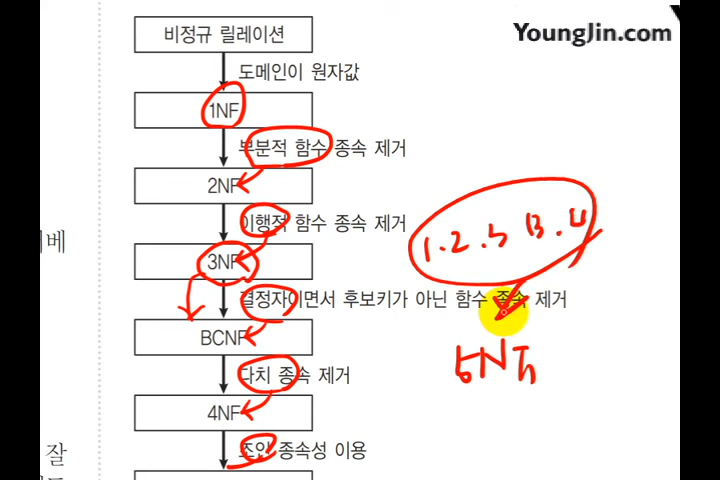 YoungJin.com
비정규 릴레이션
도메인이 원자값
1NF
부분적 함수 종속 제거
2NF
이행적 함수 종속 제거
베
1.2.3 B.4
3NF
결정자이면서 후보키가 아닌 함수 종속 제거
BCNF
5NF
다치 종속 제거
4NF
잘
조인 종속성 이용